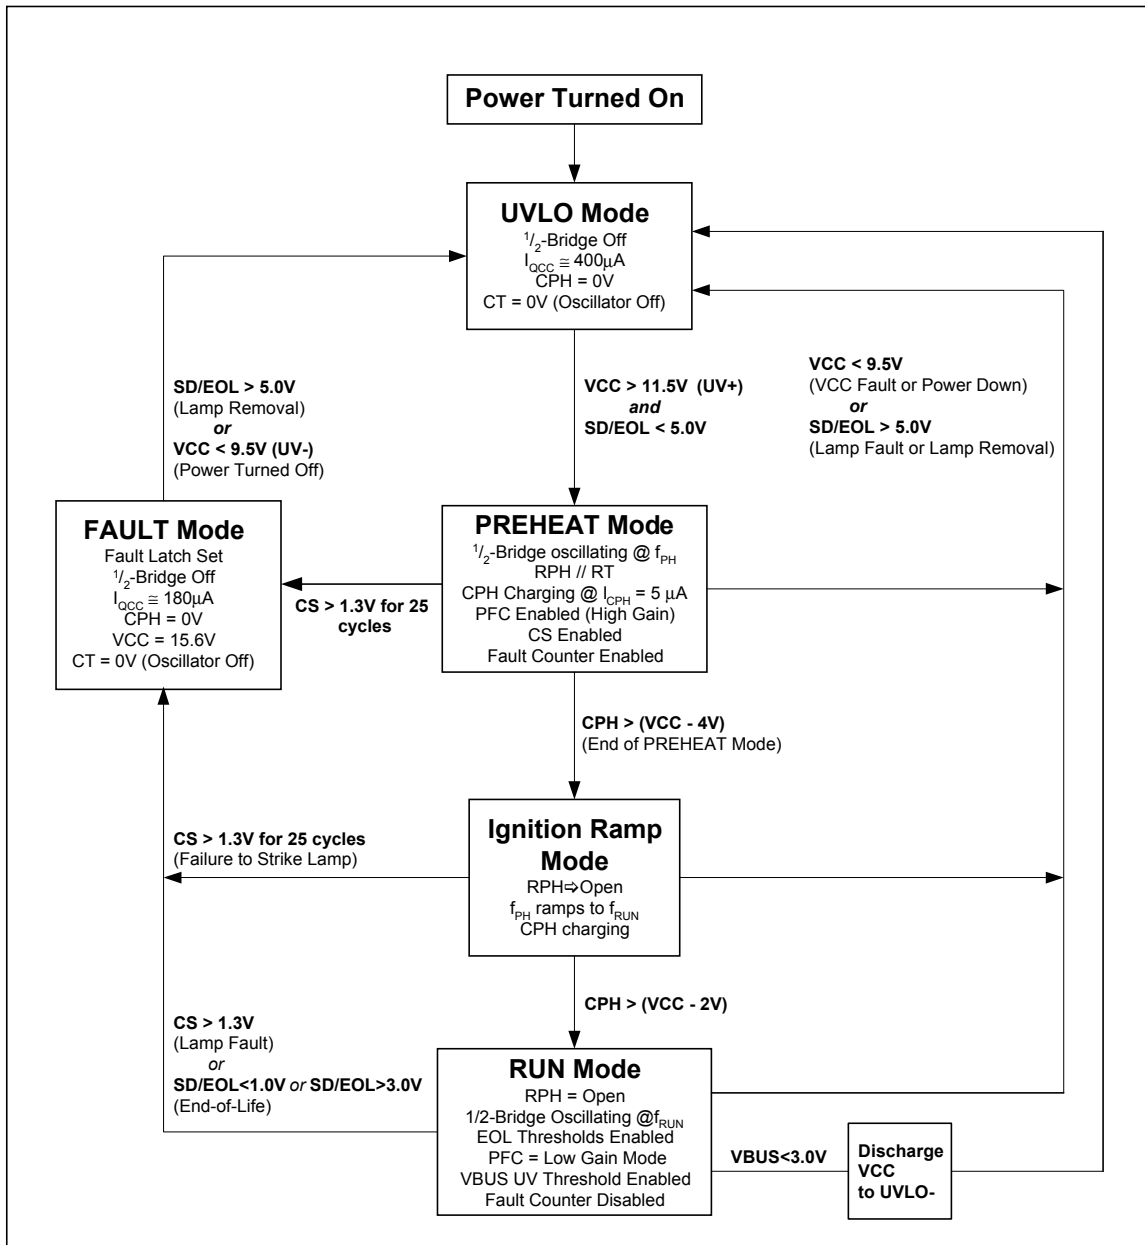 Power Turned On
UVLO Mode
1/2-Bridge Off
IQCC ≅ 400μA
CPH = 0V
CT = 0V (Oscillator Off)
SD/EOL > 5.0V
(Lamp Removal)
or
VCC < 9.5V (UV-)
(Power Turned Off)
VCC > 11.5V (UV+)
and
SD/EOL < 5.0V
VCC < 9.5V
(VCC Fault or Power Down)
or
SD/EOL > 5.0V
(Lamp Fault or Lamp Removal)
FAULT Mode
Fault Latch Set
1/2-Bridge Off
IQCC ≅ 180μA
CPH = 0V
VCC = 15.6V
CT = 0V (Oscillator Off)
CS > 1.3V for 25
cycles
PREHEAT Mode
1/2-Bridge oscillating @ fPH
RPH // RT
CPH Charging @ ICPH = 5 μA
PFC Enabled (High Gain)
CS Enabled
Fault Counter Enabled
CPH > (VCC - 4V)
(End of PREHEAT Mode)
CS > 1.3V for 25 cycles
(Failure to Strike Lamp)
Ignition Ramp
Mode
RPH⇨Open
fPH ramps to fRUN
CPH charging
CPH > (VCC - 2V)
CS > 1.3V
(Lamp Fault)
or
SD/EOL<1.0V or SD/EOL>3.0V
(End-of-Life)
RUN Mode
RPH = Open
1/2-Bridge Oscillating @fRUN
EOL Thresholds Enabled
PFC = Low Gain Mode
VBUS UV Threshold Enabled
Fault Counter Disabled
VBUS<3.0V
Discharge
VCC
to UVLO-